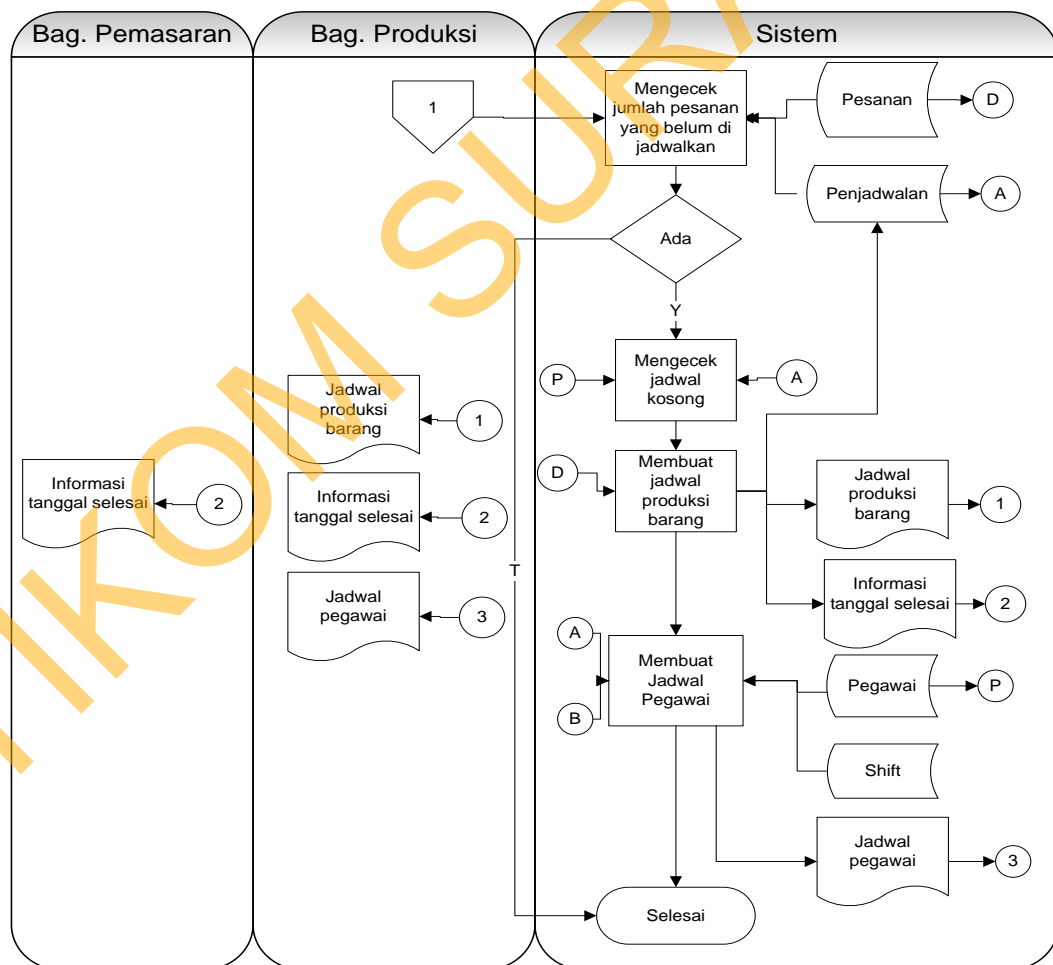 Bag. Pemasaran
Bag. Produksi
Sistem
1
Mengecek
jumlah pesanan
yang belum di
jadwalkan
Pesanan
D
Penjadwalan
A
Ada
Y
Mengecek
jadwal
kosong
P
A
Jadwal
produksi
barang
1
D
Membuat
jadwal
produksi
barang
Jadwal
produksi
barang
1
Informasi
tanggal selesai
2
Informasi
tanggal selesai
2
T
Informasi
tanggal selesai
2
Jadwal
pegawai
3
A
B
Membuat
Jadwal
Pegawai
Pegawai
P
Shift
Jadwal
pegawai
3
Selesai
IKOM SURA